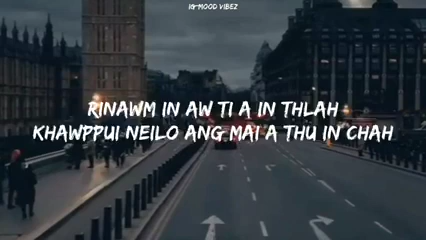 IG-MOOD VIBEZ
RINAWM IN AW TI A IN THLAH
KHAWPPUI NEILO ANG MAI A THU IN CHAH